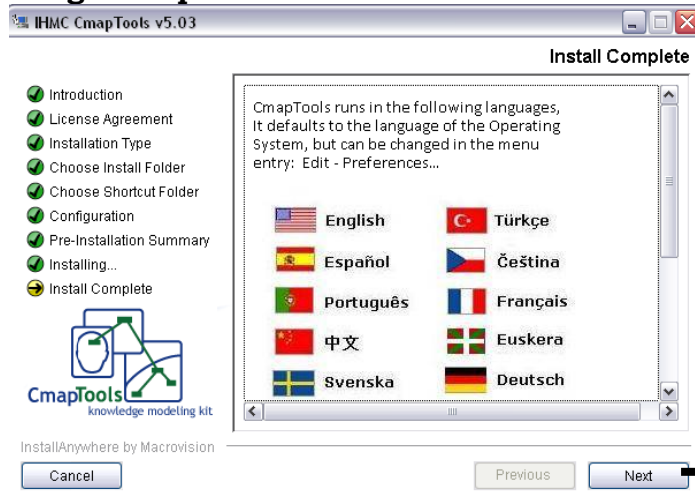 IHMC CmapTools v5.03
Install Complete
Introduction
License Agreement
Installation Type
Choose Install Folder
Choose Shortcut Folder
Configuration
Pre-Installation Summary
Installing...
Install Complete
CmapTools
knowledge modeling kit
CmapTools runs in the following languages,
It defaults to the language of the Operating
System, but can be changed in the menu
entry: Edit - Preferences...
English Türkçe
Español Čeština
Português Français
中文 Euskera
Svenska Deutsch
InstallAnywhere by Macrovision
Cancel Previous Next